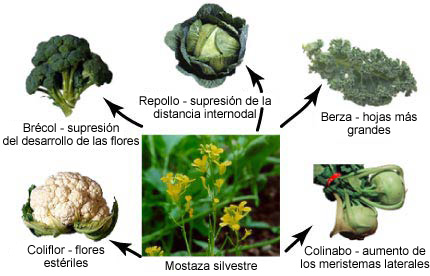 Repollo - supresión de la
distancia internodal
Brécol - supresión
del desarrollo de las flores
Berza - hojas más
grandes
Coliflor - flores
estériles
Mostaza silvestre
Colinabo - aumento de
los meristemas laterales